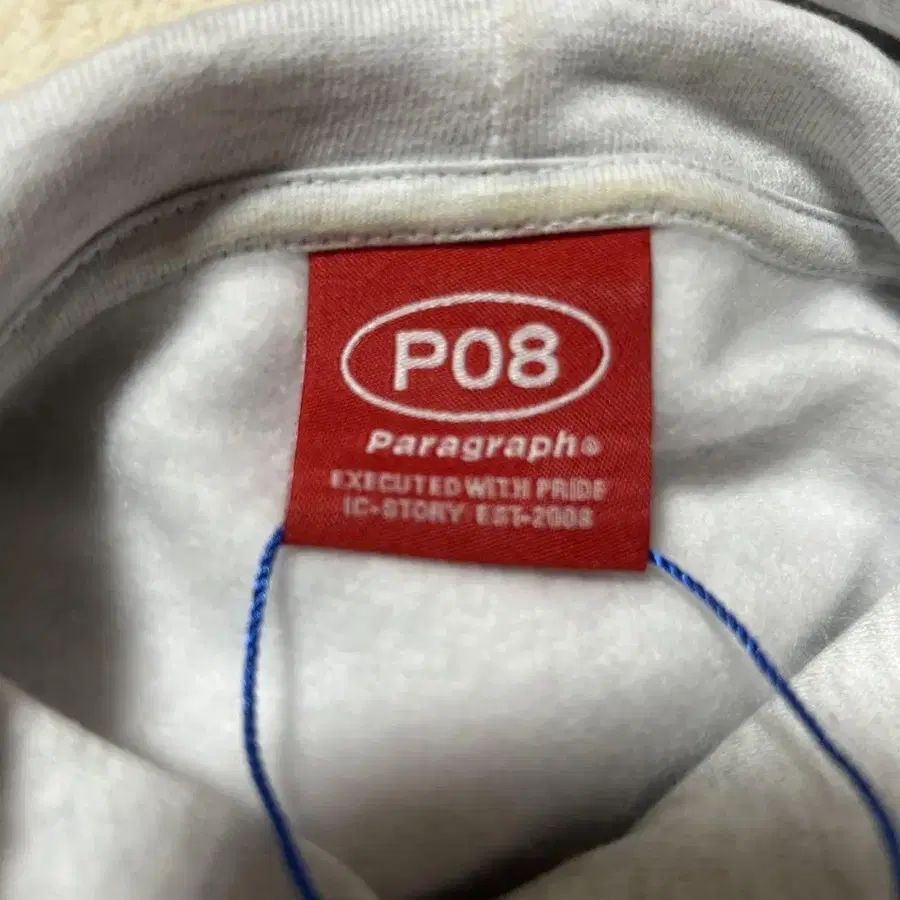 P08
Paragraph®
EXECUTED WITH PRIDE
IC-STORY EST-2008